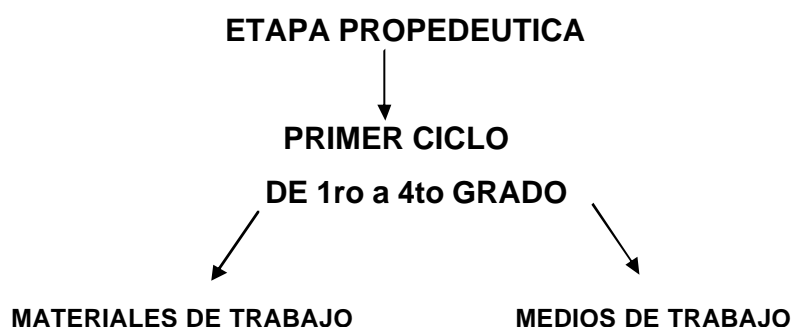 ETAPA PROPEDEUTICA
PRIMER CICLO
DE 1ro a 4to GRADO
MATERIALES DE TRABAJO MEDIOS DE TRABAJO